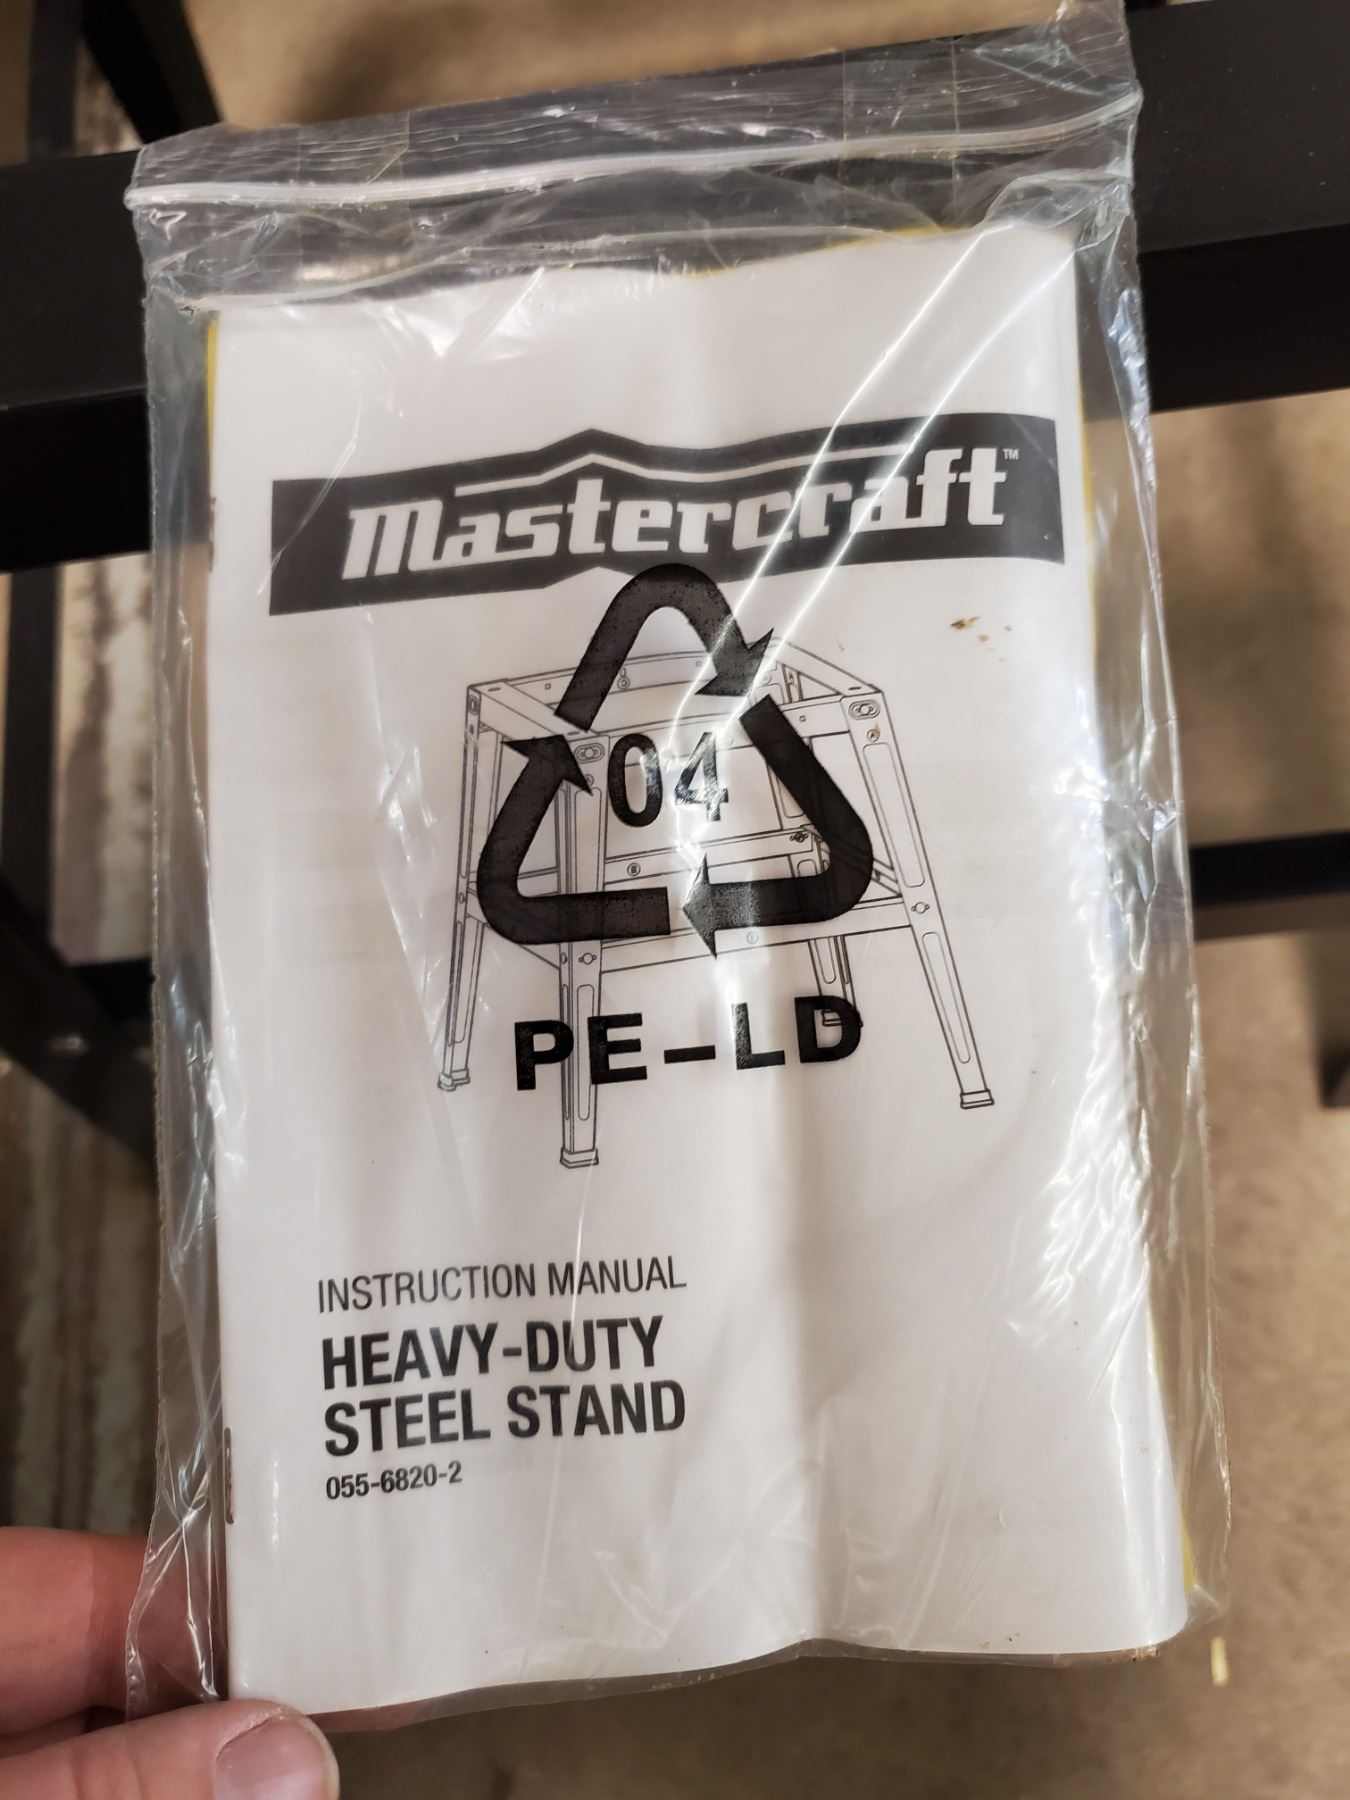 mastercraft™
04
PE-LD
INSTRUCTION MANUAL
HEAVY-DUTY
STEEL STAND
055-6820-2